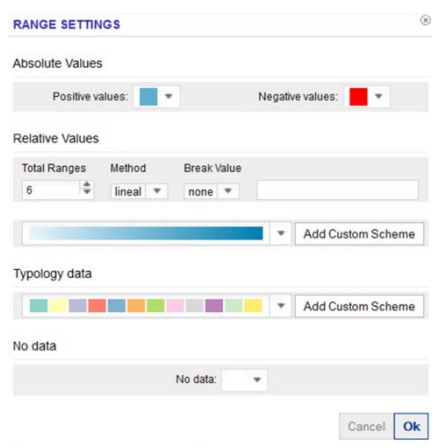 RANGE SETTINGS
Absolute Values
Positive values: Negative values:
Relative Values
Total Ranges Method Break Value
6 lineal none
Add Custom Scheme
Typology data
Add Custom Scheme
No data
No data:
Cancel Ok